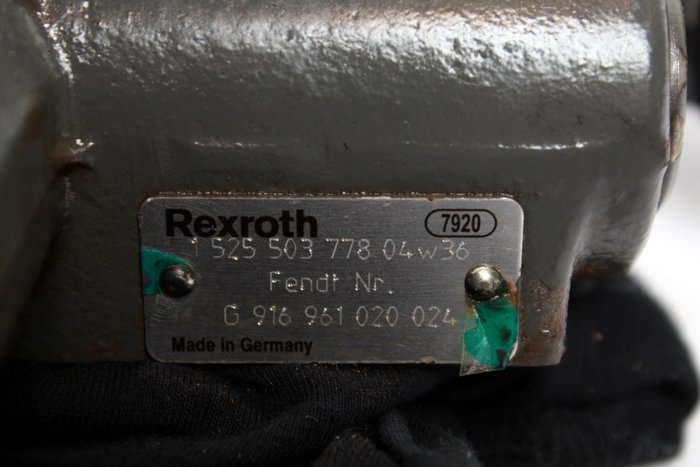 Rexroth
7920
1 525 503 778 04w36
Fendt Nr.
G 916 961 020 024
Made in Germany